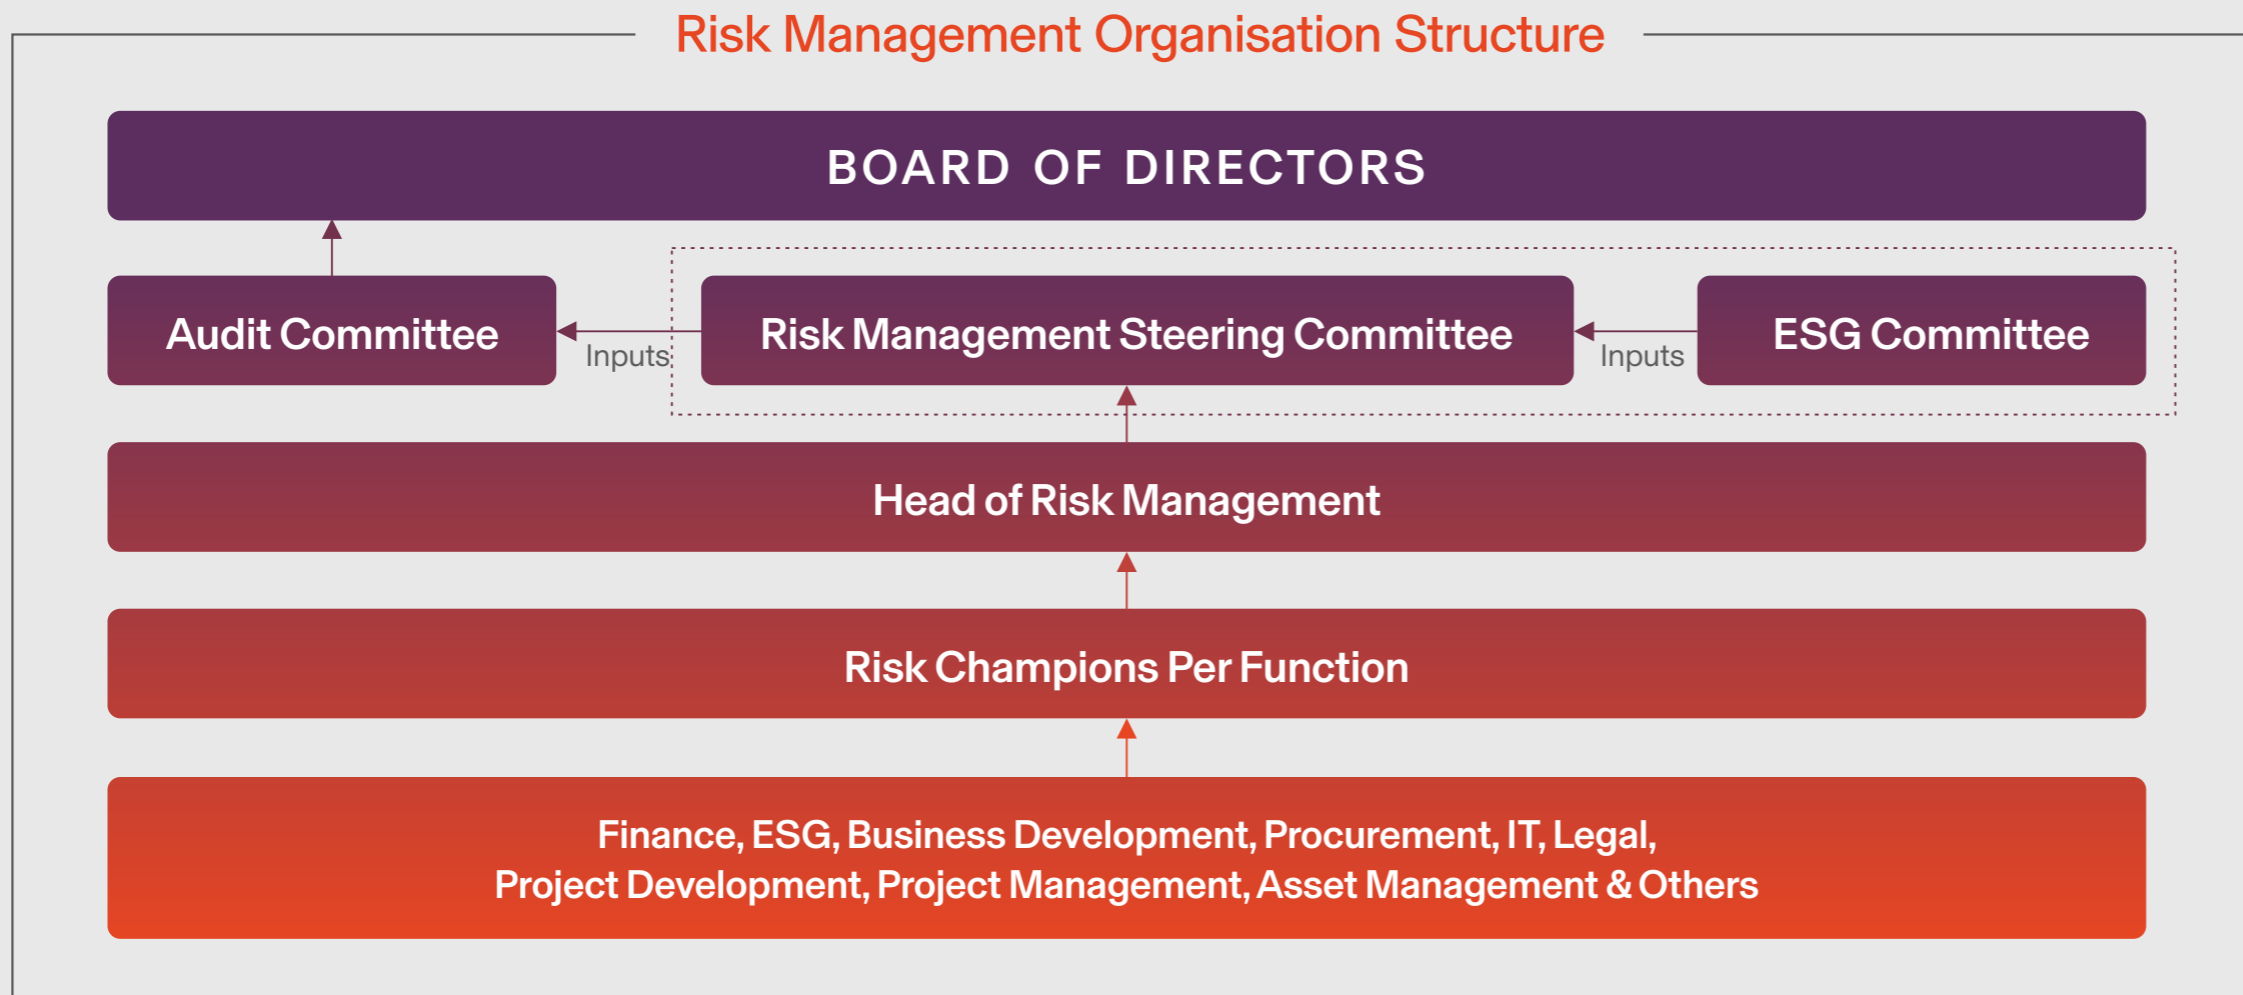 Risk Management Organisation Structure
BOARD OF DIRECTORS
Audit Committee
Inputs
Risk Management Steering Committee
Inputs
ESG Committee
Head of Risk Management
Risk Champions Per Function
Finance, ESG, Business Development, Procurement, IT, Legal,
Project Development, Project Management, Asset Management & Others